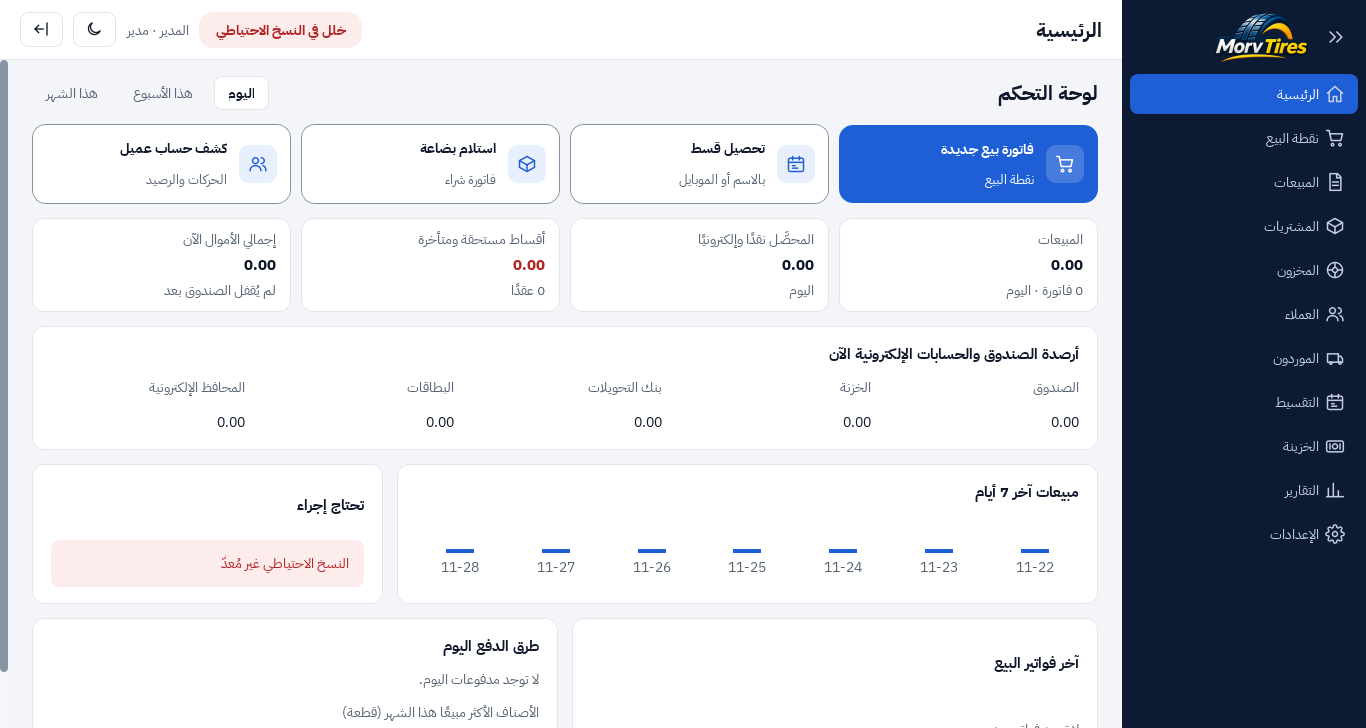 MorvTires
الرئيسية
نقطة البيع
المبيعات
المشتريات
المخزون
العملاء
الموردون
التقسيط
الخزينة
التقارير
الإعدادات
الرئيسية
خلل في النسخ الاحتياطي
المدير · مدير
لوحة التحكم
اليوم
هذا الأسبوع
هذا الشهر
فاتورة بيع جديدة
نقطة البيع
تحصيل قسط
بالاسم أو الموبايل
استلام بضاعة
فاتورة شراء
كشف حساب عميل
الحركات والرصيد
المبيعات
0.00
0 فاتورة · اليوم
المحصَّل نقدًا وإلكترونيًا
0.00
اليوم
أقساط مستحقة ومتأخرة
0.00
0 عقدًا
إجمالي الأموال الآن
0.00
لم يُقفل الصندوق بعد
أرصدة الصندوق والحسابات الإلكترونية الآن
الصندوق
الخزنة
بنك التحويلات
البطاقات
المحافظ الإلكترونية
0.00
0.00
0.00
0.00
0.00
مبيعات آخر 7 أيام
11-22
11-23
11-24
11-25
11-26
11-27
11-28
تحتاج إجراء
النسخ الاحتياطي غير مُعدّ
آخر فواتير البيع
طرق الدفع اليوم
لا توجد مدفوعات اليوم.
الأصناف الأكثر مبيعًا هذا الشهر (قطعة)